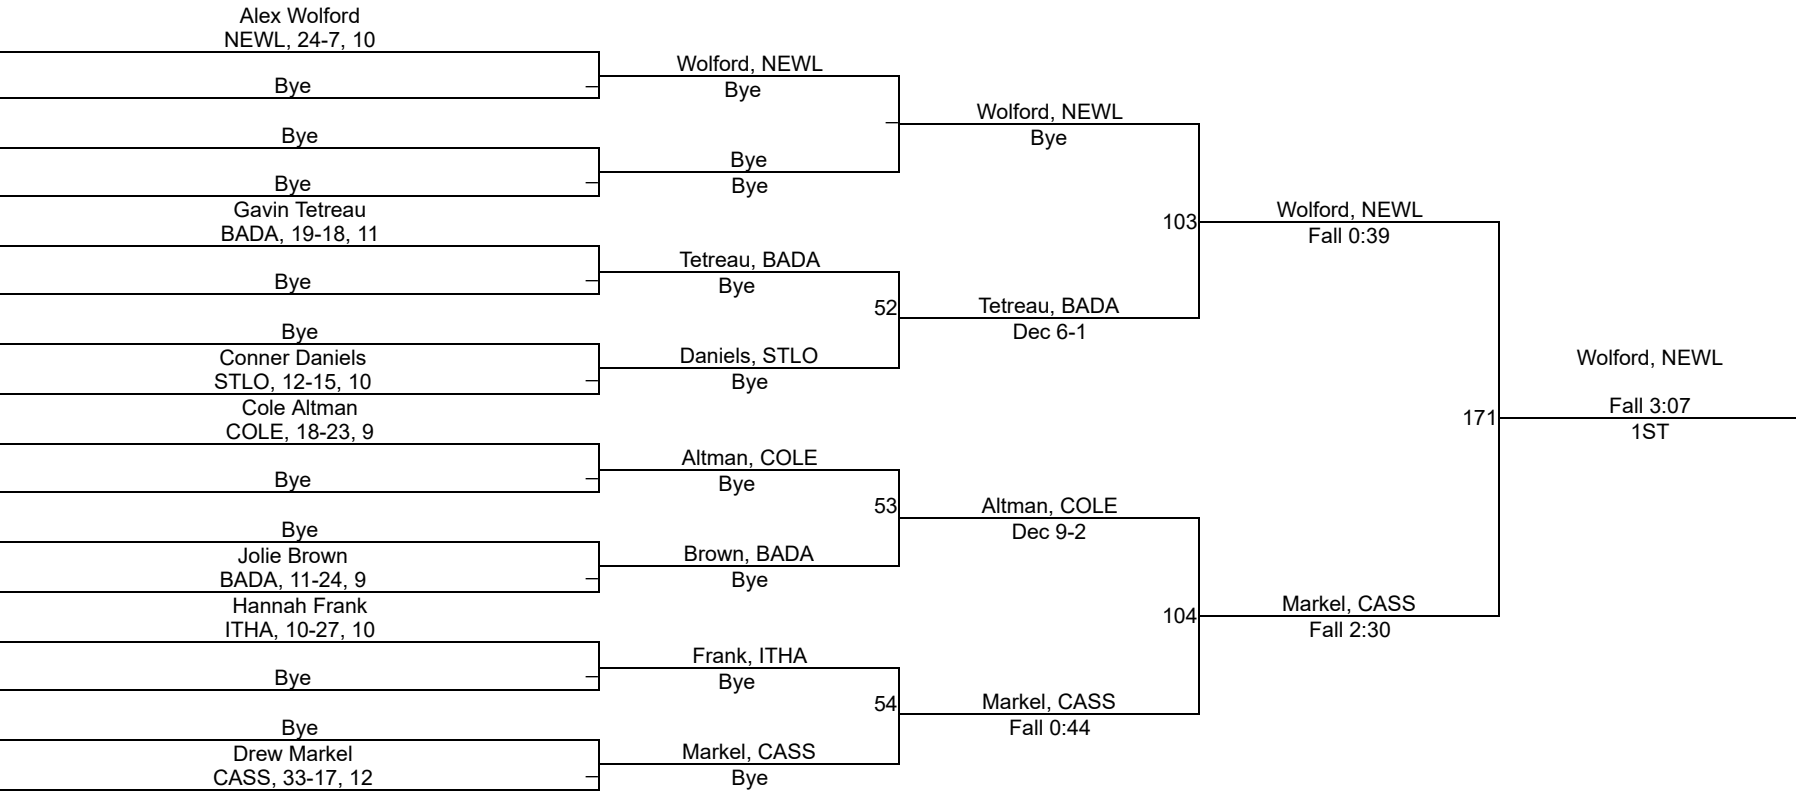 Alex Wolford
NEWL, 24-7, 10
Bye
Bye
Bye
Gavin Tetreau
BADA, 19-18, 11
Bye
Bye
Conner Daniels
STLO, 12-15, 10
Cole Altman
COLE, 18-23, 9
Bye
Bye
Jolie Brown
BADA, 11-24, 9
Hannah Frank
ITHA, 10-27, 10
Bye
Bye
Drew Markel
CASS, 33-17, 12
Wolford, NEWL
Bye
Bye
Bye
Tetreau, BADA
Bye
52
Daniels, STLO
Bye
Altman, COLE
Bye
53
Brown, BADA
Bye
Frank, ITHA
Bye
54
Markel, CASS
Bye
Wolford, NEWL
Bye
103
Tetreau, BADA
Dec 6-1
Altman, COLE
Dec 9-2
104
Markel, CASS
Fall 0:44
Wolford, NEWL
Fall 0:39
171
Markel, CASS
Fall 2:30
Wolford, NEWL
Fall 3:07
1ST